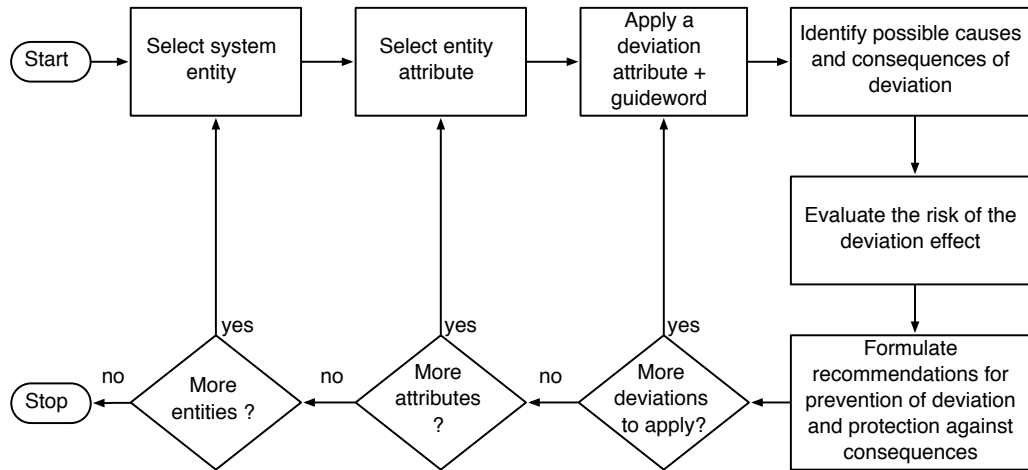 Start
Select system
entity
Select entity
attribute
Apply a
deviation
attribute +
guideword
Identify possible causes
and consequences of
deviation
Evaluate the risk of the
deviation effect
Formulate
recommendations for
prevention of deviation
and protection against
consequences
yes
More
deviations
to apply?
no
yes
More
attributes
?
no
yes
More
entities ?
no
Stop